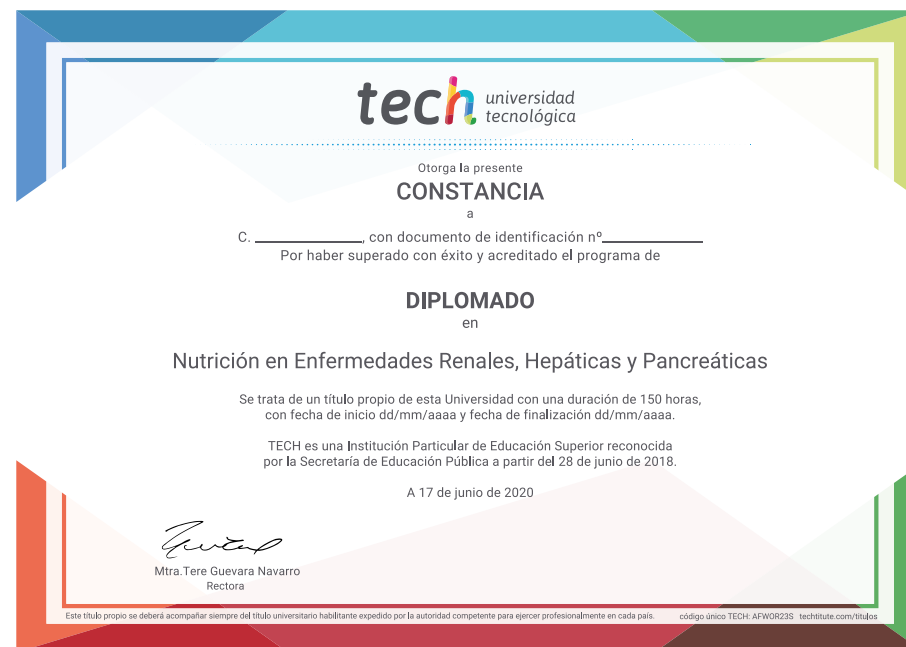 tech universidad
tecnológica
Otorga la presente
CONSTANCIA
a
C. ____________, con documento de identificación nº____________
Por haber superado con éxito y acreditado el programa de
DIPLOMADO
en
Nutrición en Enfermedades Renales, Hepáticas y Pancreáticas
Se trata de un título propio de esta Universidad con una duración de 150 horas,
con fecha de inicio dd/mm/aaaa y fecha de finalización dd/mm/aaaa.
TECH es una Institución Particular de Educación Superior reconocida
por la Secretaría de Educación Pública a partir del 28 de junio de 2018.
A 17 de junio de 2020
Mtra.Tere Guevara Navarro
Rectora
Este título propio se deberá acompañar siempre del título universitario habilitante expedido por la autoridad competente para ejercer profesionalmente en cada país. código único TECH: AFWOR23S techtitute.com/titulos